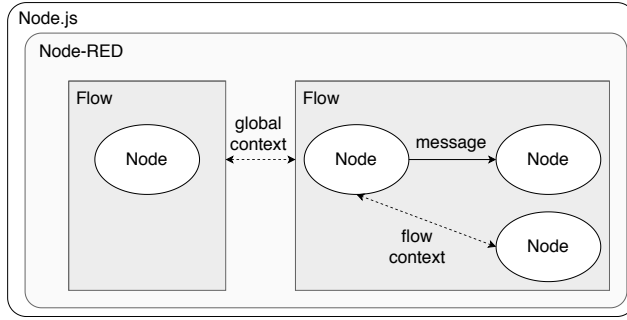 Node.js
Node-RED
Flow
Node
global
context
Flow
Node
message
Node
flow
context
Node